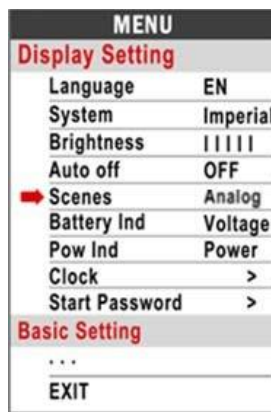 MENU
Display Setting
Language EN
System Imperial
Brightness IIIII
Auto off OFF
Scenes Analog
Battery Ind Voltage
Pow Ind Power
Clock >
Start Password >
Basic Setting
...
EXIT